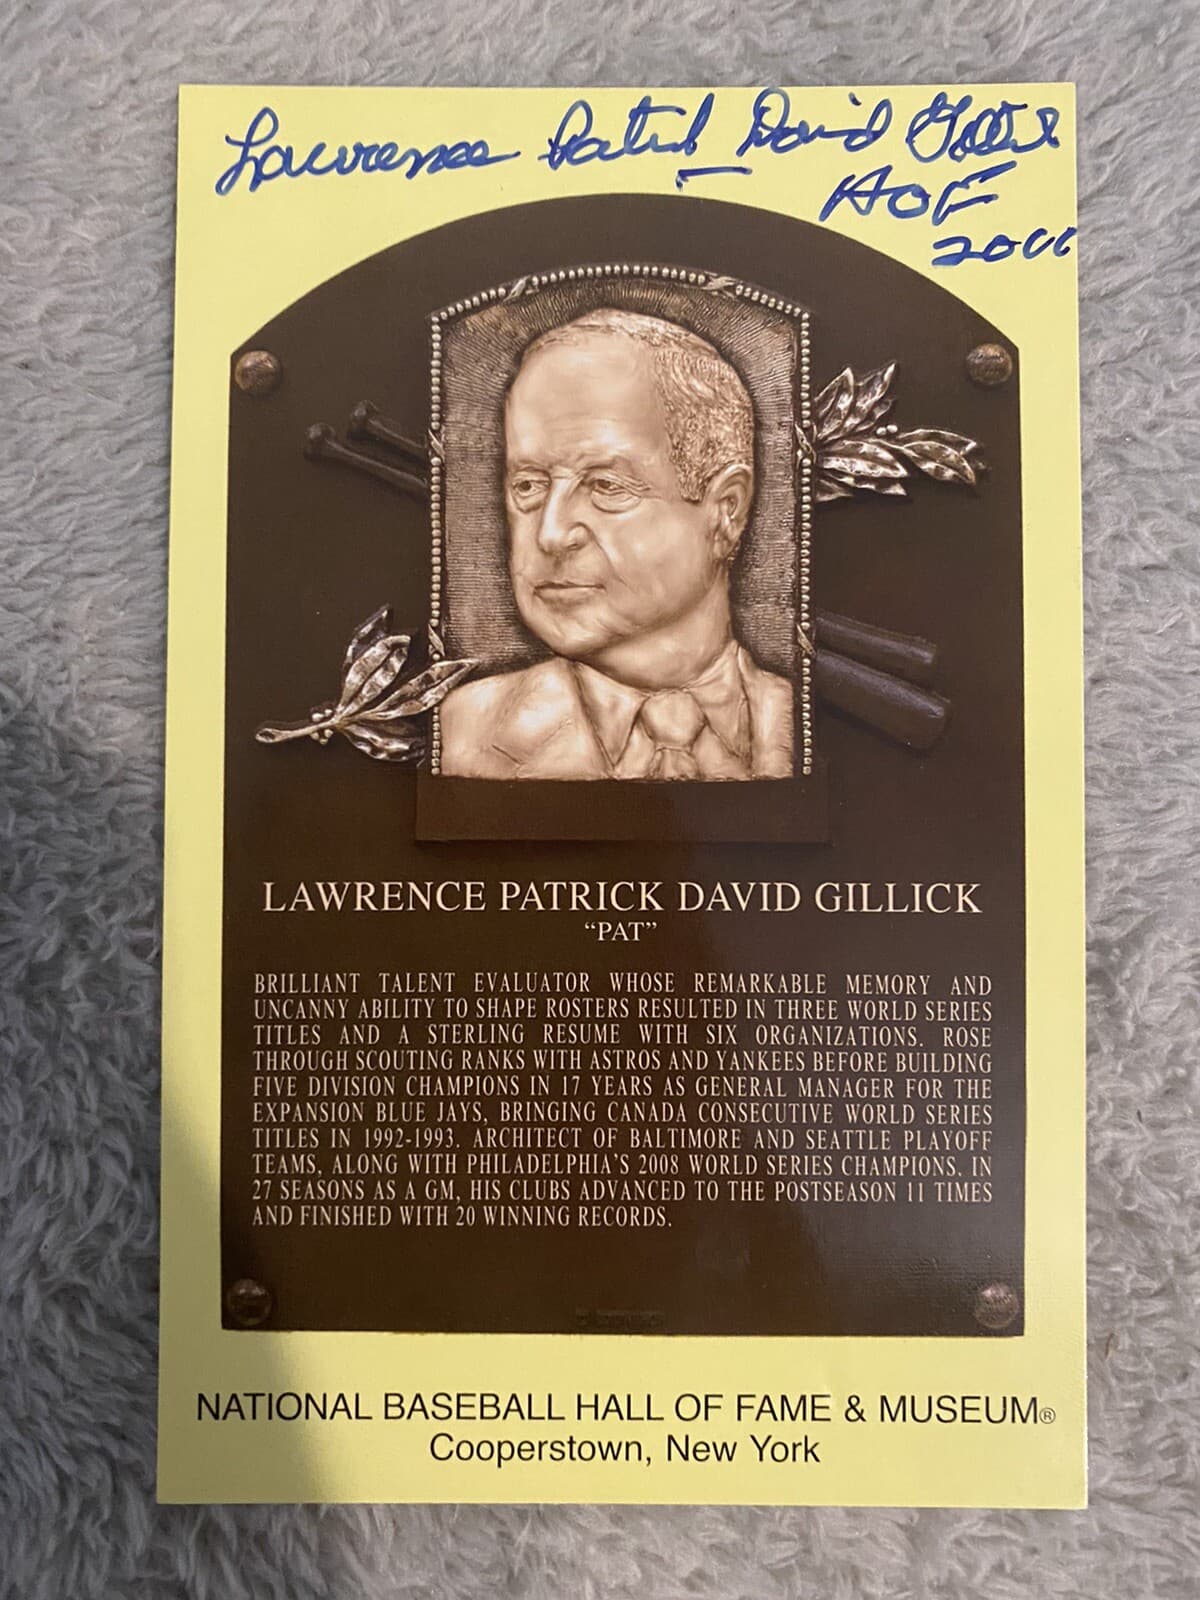 Lawrence Patrick David Gillick
HOF
2011
LAWRENCE PATRICK DAVID GILLICK
“PAT”
BRILLIANT TALENT EVALUATOR WHOSE REMARKABLE MEMORY AND
UNCANNY ABILITY TO SHAPE ROSTERS RESULTED IN THREE WORLD SERIES
TITLES AND A STERLING RESUME WITH SIX ORGANIZATIONS. ROSE
THROUGH SCOUTING RANKS WITH ASTROS AND YANKEES BEFORE BUILDING
FIVE DIVISION CHAMPIONS IN 17 YEARS AS GENERAL MANAGER FOR THE
EXPANSION BLUE JAYS, BRINGING CANADA CONSECUTIVE WORLD SERIES
TITLES IN 1992-1993. ARCHITECT OF BALTIMORE AND SEATTLE PLAYOFF
TEAMS, ALONG WITH PHILADELPHIA’S 2008 WORLD SERIES CHAMPIONS. IN
27 SEASONS AS A GM, HIS CLUBS ADVANCED TO THE POSTSEASON 11 TIMES
AND FINISHED WITH 20 WINNING RECORDS.
NATIONAL BASEBALL HALL OF FAME & MUSEUM®
Cooperstown, New York